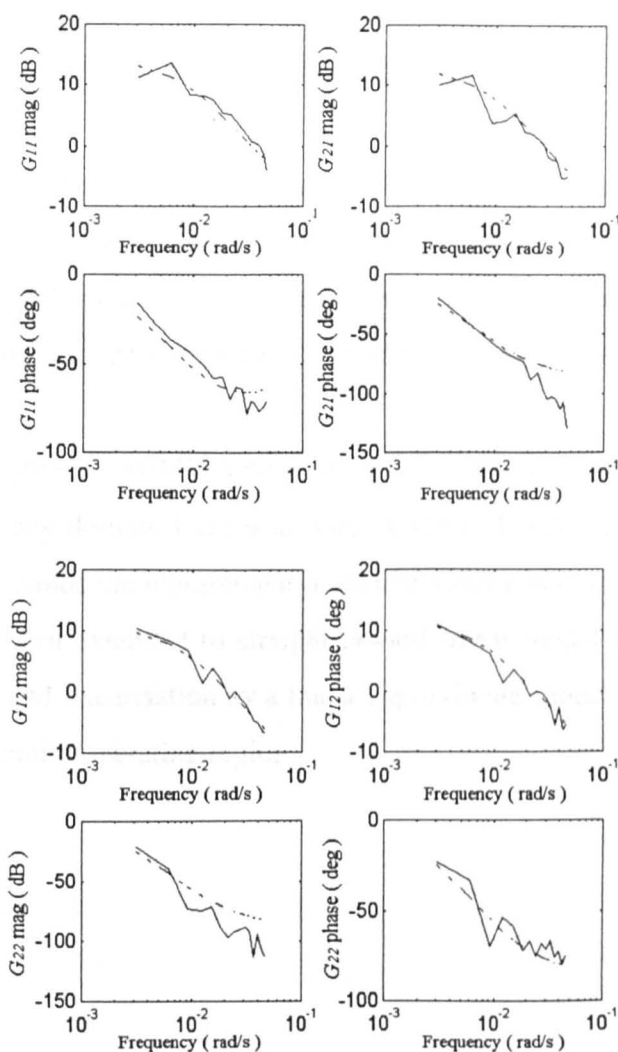 20
10
0
-10
G11 mag ( dB )
10-3 10-2 10-1
Frequency ( rad/s )
20
10
0
-10
G21 mag ( dB )
10-3 10-2 10-1
Frequency ( rad/s )
0
-50
-100
G11 phase ( deg )
10-3 10-2 10-1
Frequency ( rad/s )
0
-50
-100
-150
G21 phase ( deg )
10-3 10-2 10-1
Frequency ( rad/s )
20
10
0
-10
G12 mag ( dB )
10-3 10-2 10-1
Frequency ( rad/s )
20
10
0
-10
G12 phase ( deg )
10-3 10-2 10-1
Frequency ( rad/s )
0
-50
-100
-150
G22 mag ( dB )
10-3 10-2 10-1
Frequency ( rad/s )
0
-50
-100
G22 phase ( deg )
10-3 10-2 10-1
Frequency ( rad/s )